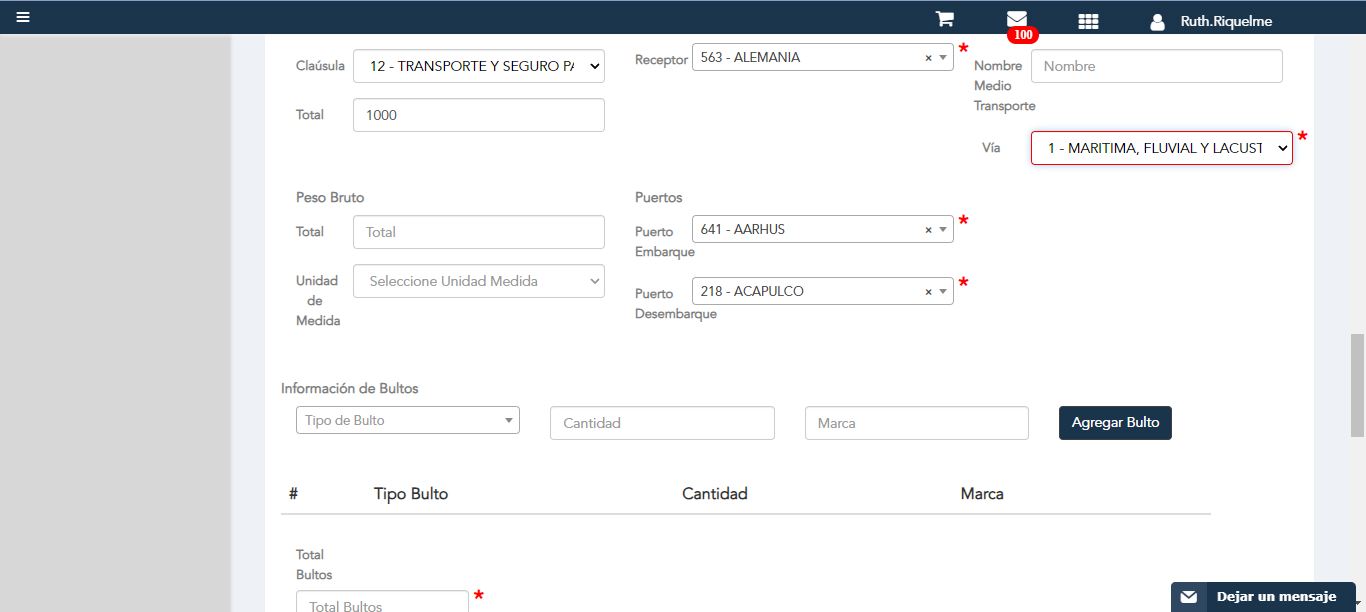 Ruth.Riquelme
100
Claúsula
12 - TRANSPORTE Y SEGURO PA
Receptor
563 - ALEMANIA
×
*
Nombre
Medio
Transporte
Nombre
Total
1000
Vía
1 - MARITIMA, FLUVIAL Y LACUST
*
Peso Bruto
Puertos
Total
Total
Puerto
Embarque
641 - AARHUS
×
*
Unidad
de
Medida
Seleccione Unidad Medida
Puerto
Desembarque
218 - ACAPULCO
×
*
Información de Bultos
Tipo de Bulto
Cantidad
Marca
Agregar Bulto
# Tipo Bulto Cantidad Marca
Total
Bultos
Total Bultos
*
Dejar un mensaje